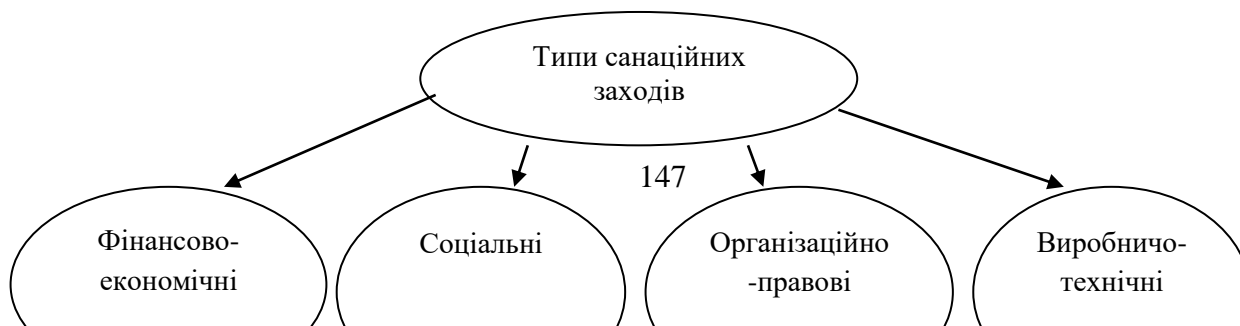 Типи санаційних
заходів
147
Фінансово-
економічні
Соціальні
Організаційно
-правові
Виробничо-
технічні